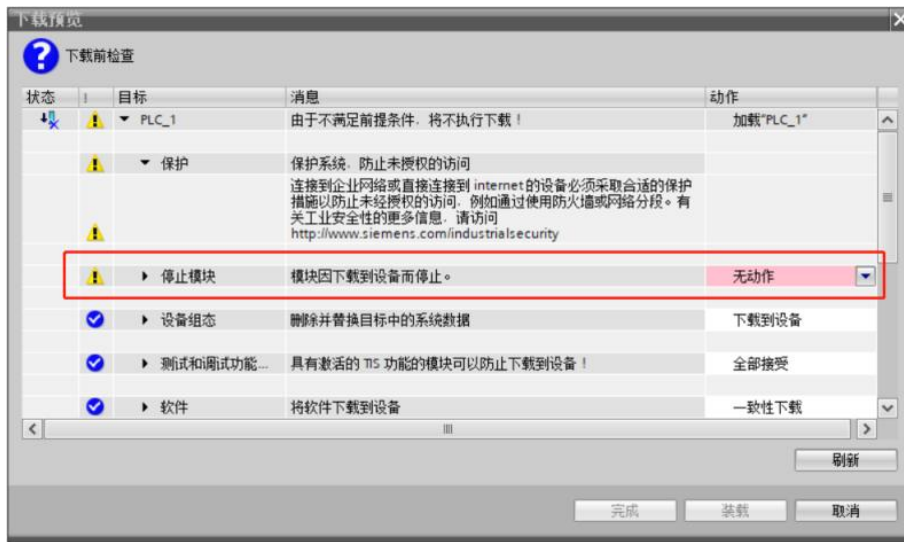 下载预览
下载前检查
状态 ! 目标 消息 动作
PLC_1 由于不满足前提条件，将不执行下载！ 加载“PLC_1”
保护 保护系统，防止未授权的访问
连接到企业网络或直接连接到 internet 的设备必须采取合适的保护
措施以防止未经授权的访问，例如通过使用防火墙或网络分段。有
关工业安全性的更多信息，请访问
http://www.siemens.com/industrialsecurity
停止模块 模块因下载到设备而停止。 无动作
设备组态 删除并替换目标中的系统数据 下载到设备
测试和调试功能... 具有激活的 TIS 功能的模块可以防止下载到设备！ 全部接受
软件 将软件下载到设备 一致性下载
刷新
完成 装载 取消